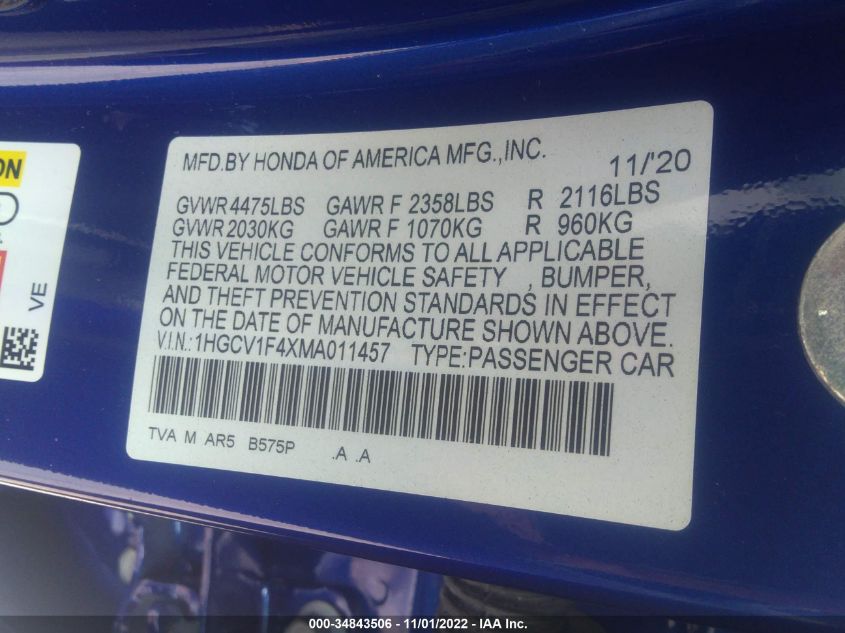 MFD.BY HONDA OF AMERICA MFG.,INC. 11/'20
GVWR 4475LBS GAWR F 2358LBS R 2116LBS
GVWR 2030KG GAWR F 1070KG R 960KG
THIS VEHICLE CONFORMS TO ALL APPLICABLE
FEDERAL MOTOR VEHICLE SAFETY , BUMPER,
AND THEFT PREVENTION STANDARDS IN EFFECT
ON THE DATE OF MANUFACTURE SHOWN ABOVE.
V.I.N.:1HGCV1F4XMA011457 TYPE:PASSENGER CAR
TVA M AR5 B575P .A .A
VE
000-34843506 - 11/01/2022 - IAA Inc.